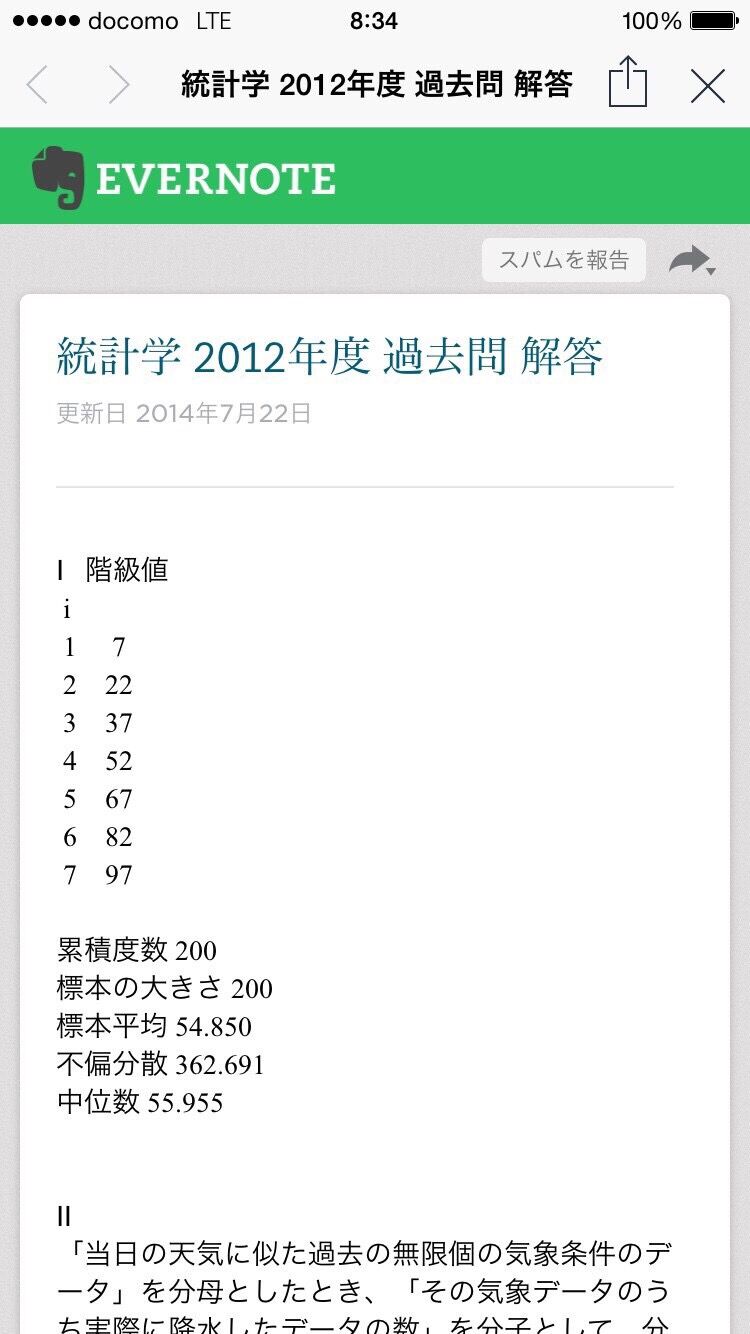 docomo LTE 8:34 100%
統計学 2012年度 過去問 解答
EVERNOTE
スパムを報告
統計学 2012年度 過去問 解答
更新日 2014年7月22日
I 階級値
i
1 7
2 22
3 37
4 52
5 67
6 82
7 97
累積度数 200
標本の大きさ 200
標本平均 54.850
不偏分散 362.691
中位数 55.955
II
「当日の天気に似た過去の無限個の気象条件のデ
ータ」を分母としたとき、「その気象データのう
ち実際に降水したデータの数」を分子として、分